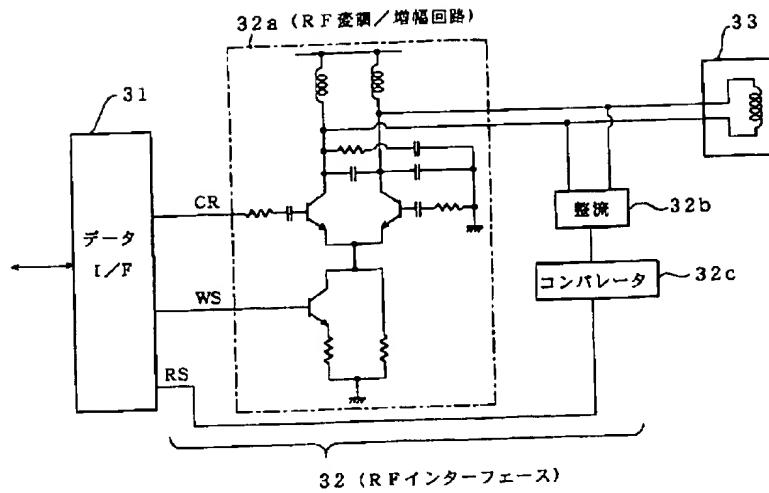 32a (RF変調/増幅回路)
33
31
CR
整流
32b
データ
I/F
コンパレータ
32c
WS
RS
32 (RFインターフェース)